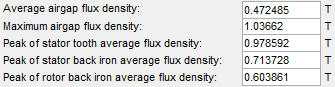 Average airgap flux density: 0.472485 T
Maximum airgap flux density: 1.03662 T
Peak of stator tooth average flux density: 0.978592 T
Peak of stator back iron average flux density: 0.713728 T
Peak of rotor back iron average flux density: 0.603861 T